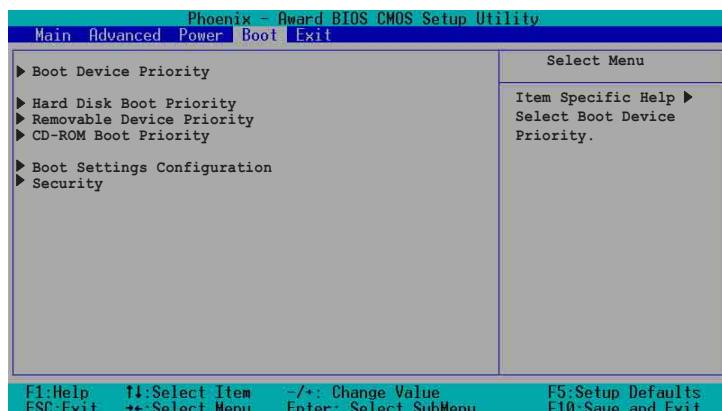 Phoenix - Award BIOS CMOS Setup Utility
Main Advanced Power Boot Exit
Boot Device Priority
Hard Disk Boot Priority
Removable Device Priority
CD-ROM Boot Priority
Boot Settings Configuration
Security
Select Menu
Item Specific Help ▶
Select Boot Device
Priority.
F1:Help ↑↓:Select Item -/+: Change Value F5:Setup Defaults
ESC:Exit →←:Select Menu Enter: Select SubMenu F10:Save and Exit